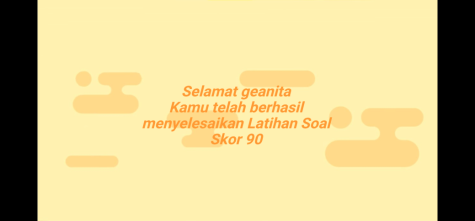 Selamat geanita
Kamu telah berhasil
menyelesaikan Latihan Soal
Skor 90